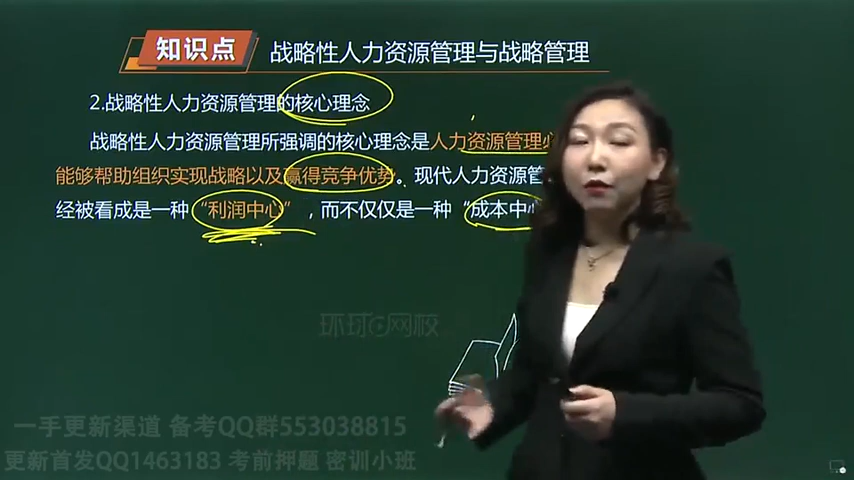 知识点 战略性人力资源管理与战略管理
2.战略性人力资源管理的核心理念
战略性人力资源管理所强调的核心理念是人力资源管理必
能够帮助组织实现战略以及赢得竞争优势。现代人力资源管
经被看成是一种“利润中心”,而不仅仅是一种“成本中心
环球网校
一手更新渠道 备考QQ群553038815
更新首发QQ1463183 考前押题 密训小班